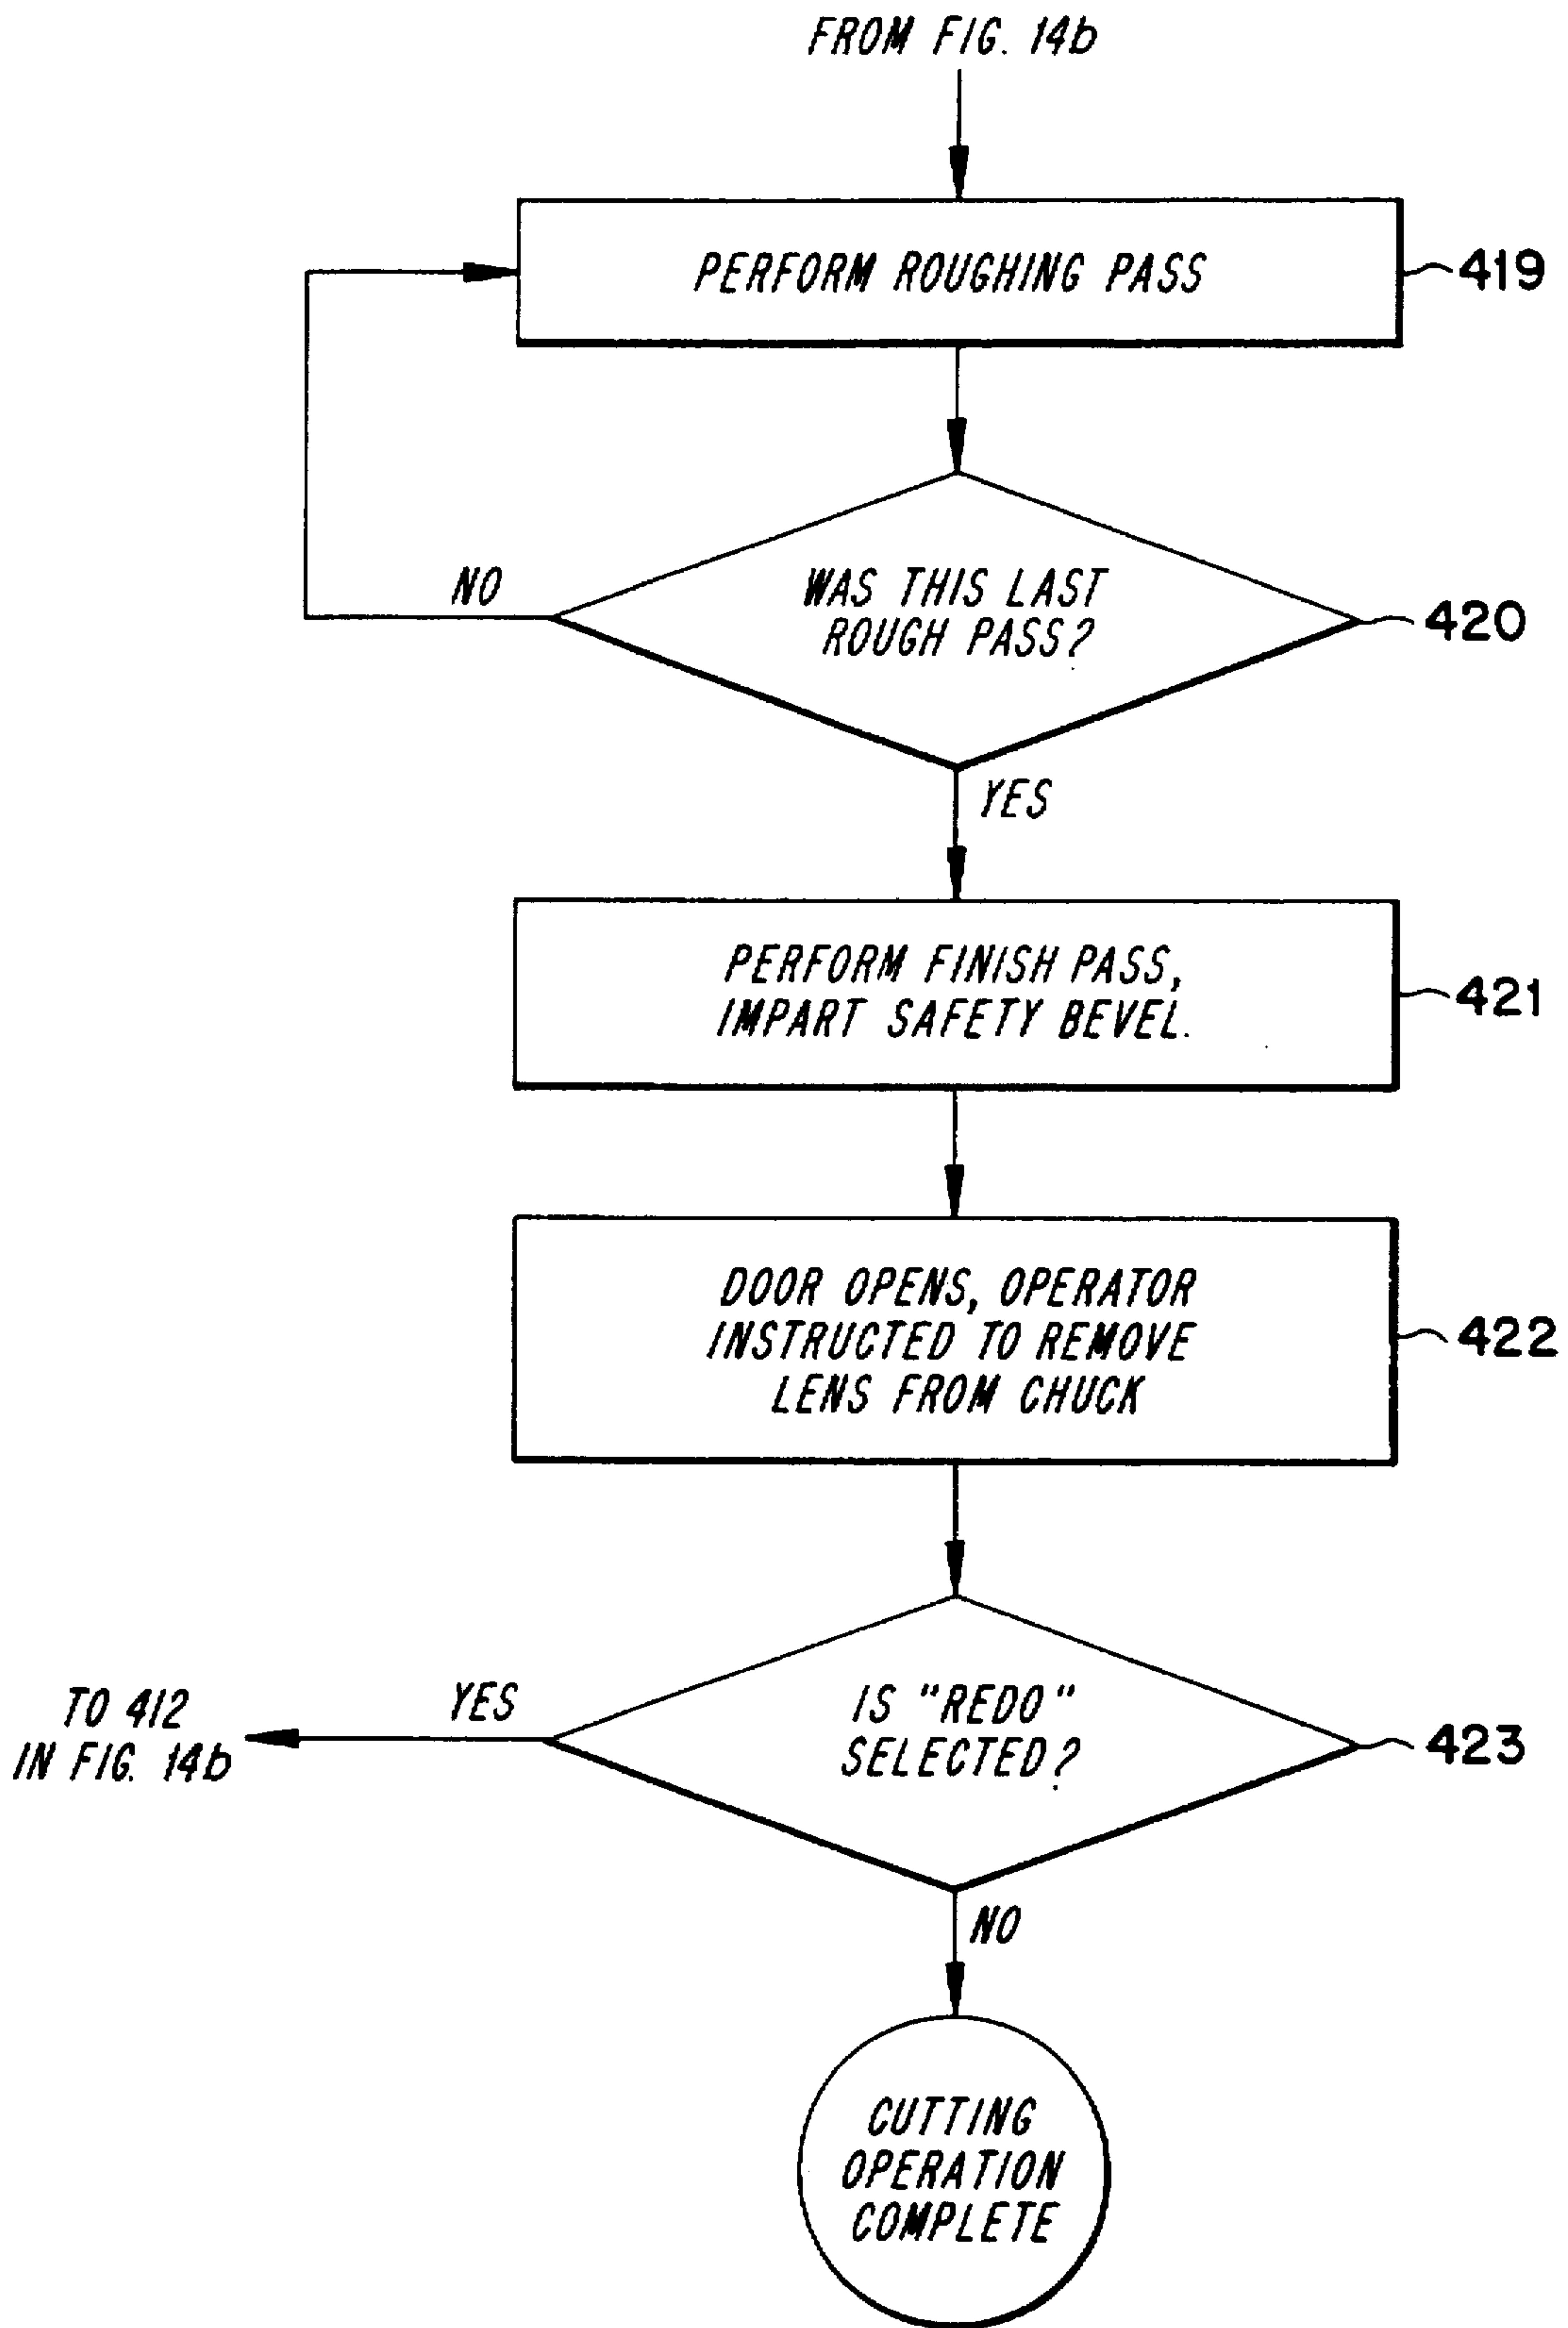 FROM FIG. 14b
PERFORM ROUGHING PASS
419
WAS THIS LAST
ROUGH PASS?
420
NO
YES
PERFORM FINISH PASS,
IMPART SAFETY BEVEL.
421
DOOR OPENS, OPERATOR
INSTRUCTED TO REMOVE
LENS FROM CHUCK
422
IS "REDO"
SELECTED?
423
YES
TO 412
IN FIG. 14b
NO
CUTTING
OPERATION
COMPLETE